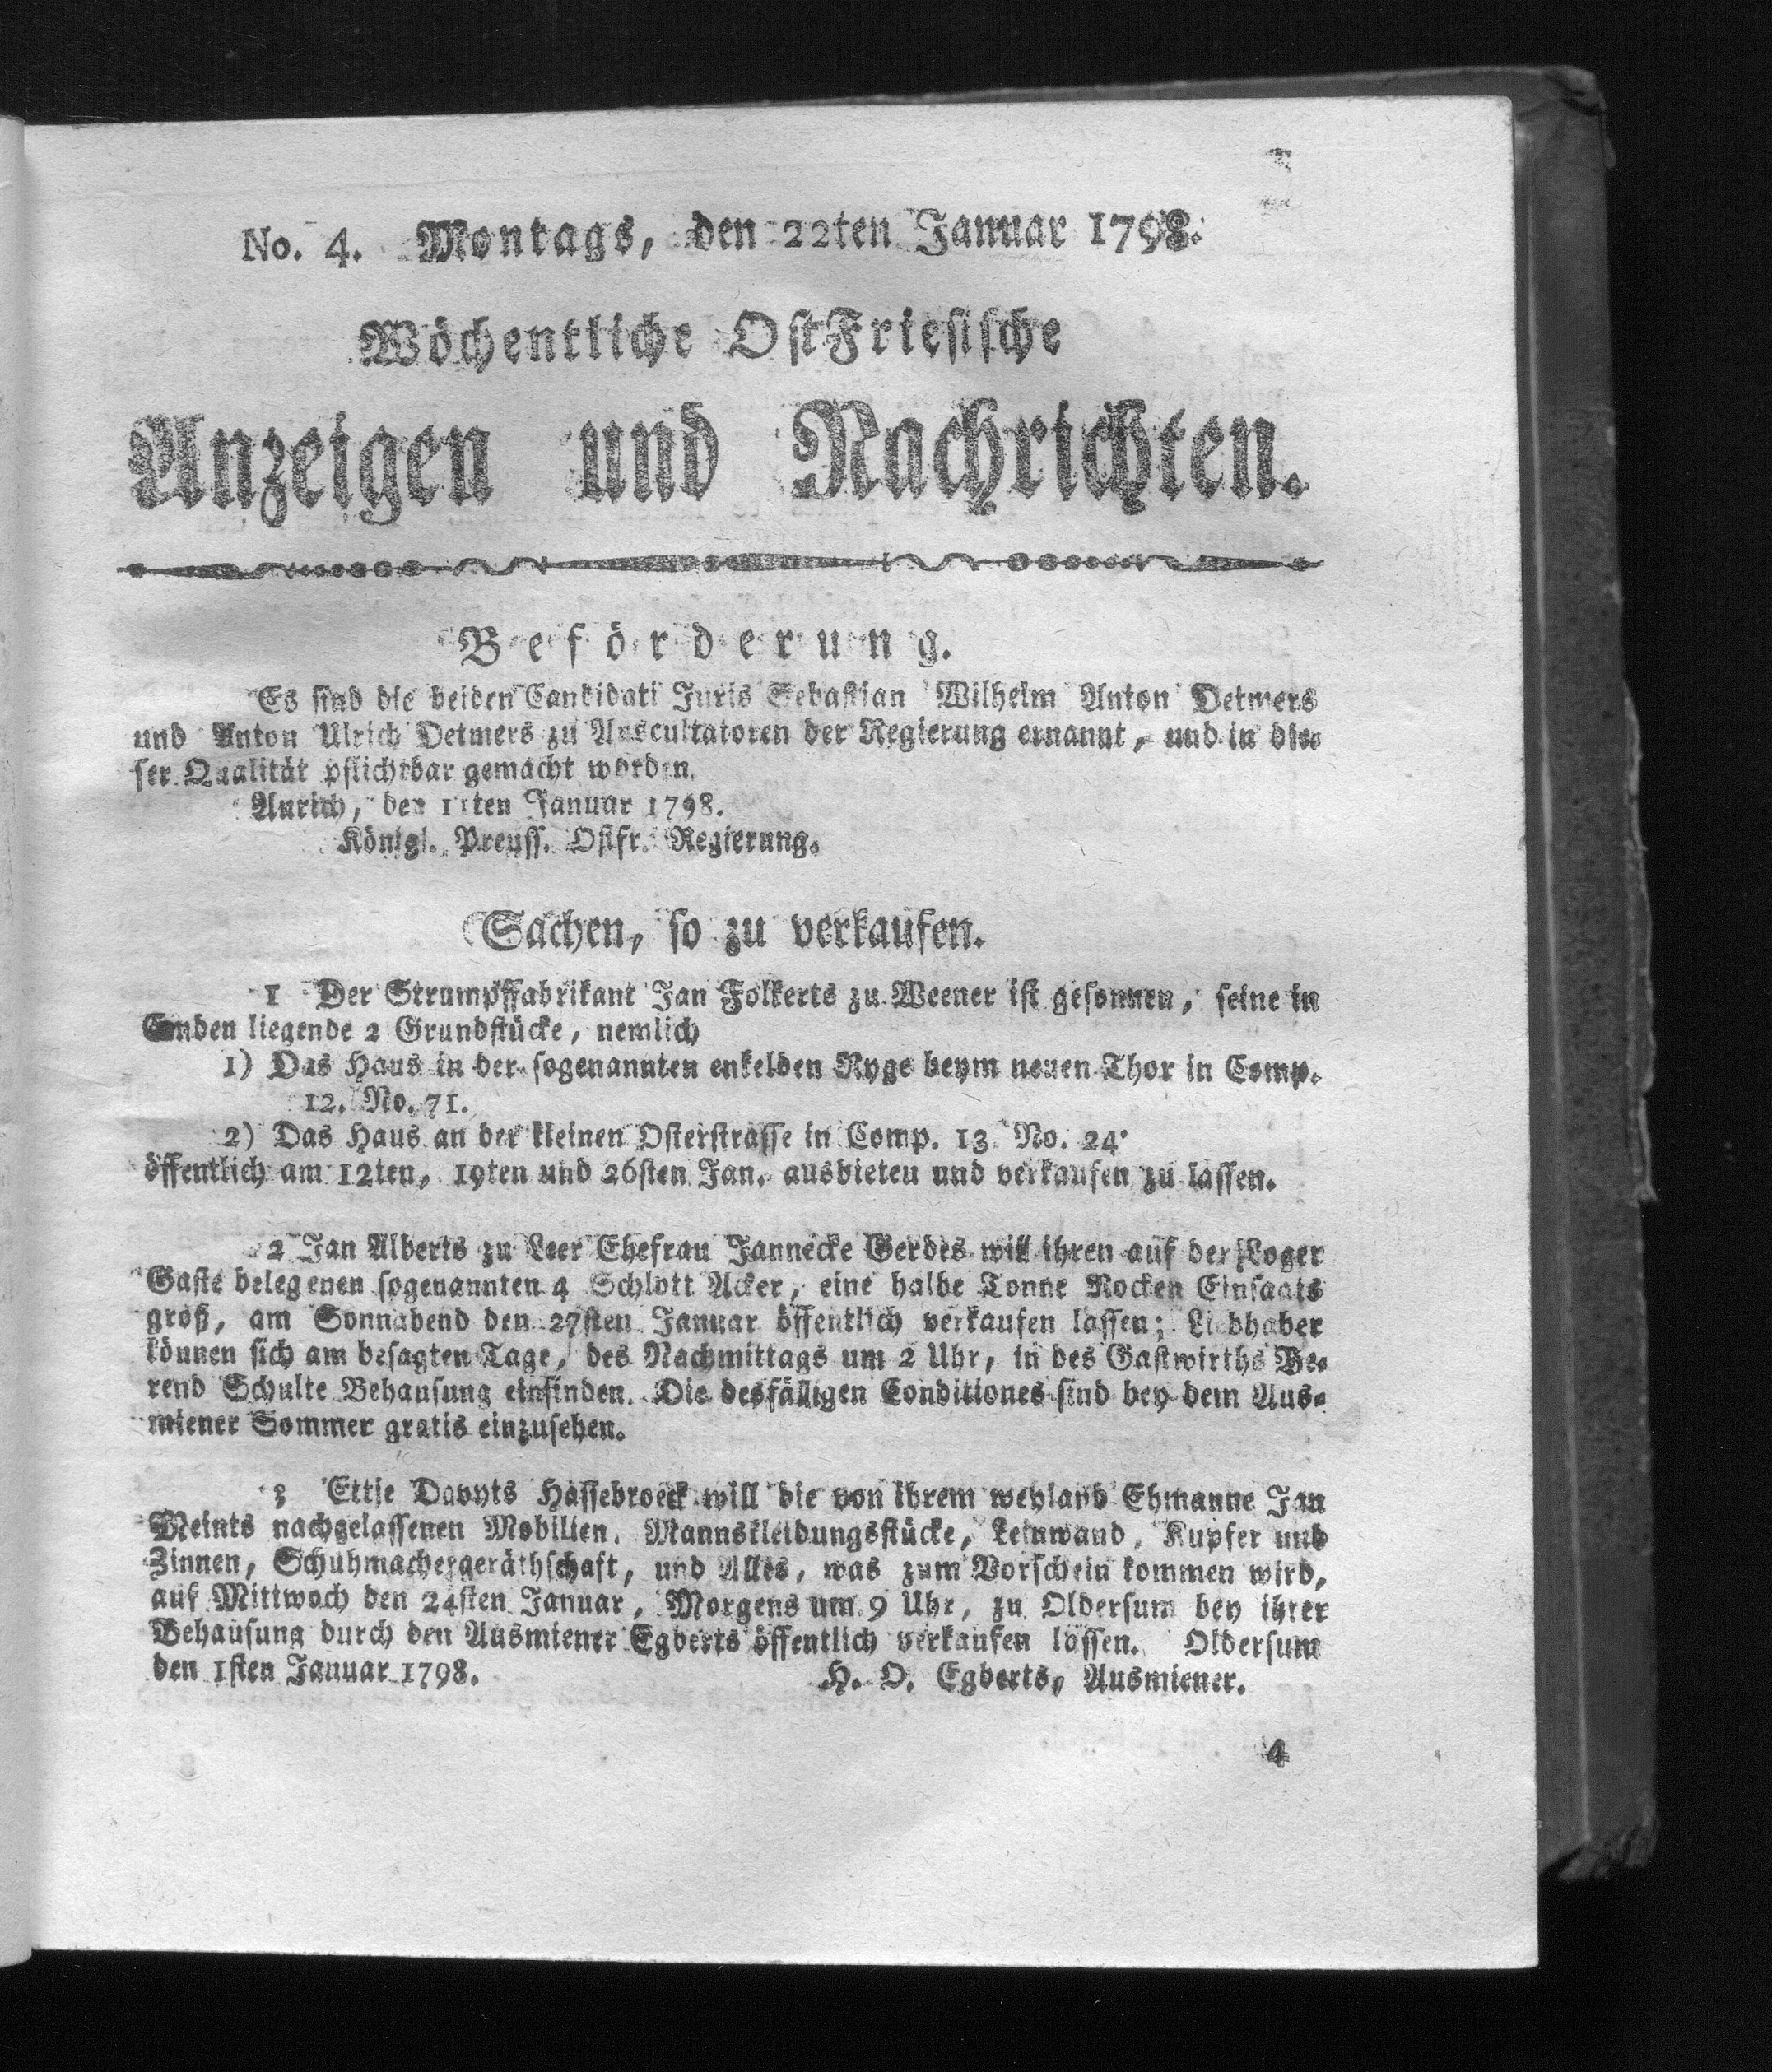 No. 4. Montags, den 22ten Januar 1798.
Wöchentliche OstFriesische
Anzeigen und Nachrichten.
Beförderung.
Es sind die beiden Candidati Juris Sebastian Wilhelm Anton Detmers
und Anton Ulrich Detmers zu Auscultatoren der Regierung ernannt, und in die-
ser Qualität pflichtbar gemacht worden.
Aurich, den 11ten Januar 1798.
Königl. Preuss. Ostfr. Regierung.
Sachen, so zu verkaufen.
1 Der Strumpffabrikant Jan Folkerts zu Weener ist gesonnen, seine in
Emden liegende 2 Grundstücke, nemlich
1) Das Haus in der sogenannten enkelden Ryge beym neuen Thor in Comp.
12. No. 71.
2) Das Haus an der kleinen Osterstrasse in Comp. 13 No. 24.
öffentlich am 12ten, 19ten und 26sten Jan. ausbieten und verkaufen zu lassen.
2 Jan Alberts zu Leer Ehefrau Jannecke Gerdes will ihren auf der Loger
Gaste belegenen sogenannten 4 Schlott Acker, eine halbe Tonne Rocken Einsaats
groß, am Sonnabend den 27sten Januar öffentlich verkaufen lassen; Liebhaber
können sich am besagten Tage, des Nachmittags um 2 Uhr, in des Gastwirths Be-
rend Schulte Behausung einfinden. Die desfälligen Conditiones sind bey dem Aus-
miener Sommer gratis einzusehen.
3 Ettje Davyts Hassebroeck will die von ihrem weyland Ehmanne Jan
Meints nachgelassenen Mobilien, Mannskleidungsstücke, Leinwand, Kupfer und
Zinnen, Schuhmachergeräthschaft, und Alles, was zum Vorschein kommen wird,
auf Mittwoch den 24sten Januar, Morgens um 9 Uhr, zu Oldersum bey ihrer
Behausung durch den Ausmiener Egberts öffentlich verkaufen lassen. Oldersum
den 1sten Januar 1798. H. O. Egberts, Ausmiener.
4